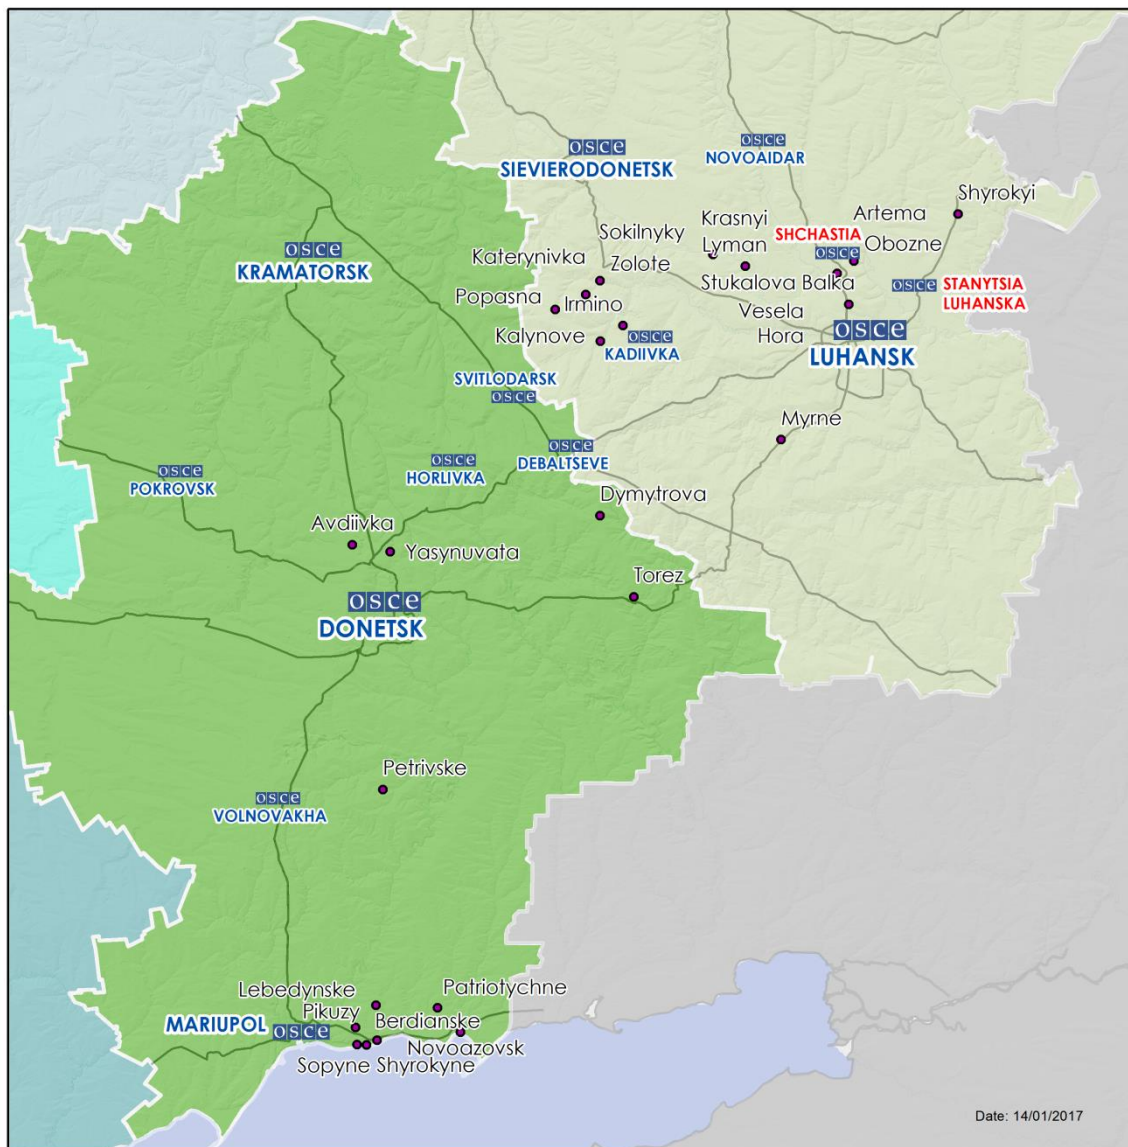 osce
SIEVIERODONETSK
osce
NOVOAIDAR
Shyrokyi
Krasnyi
Lyman
Artema
SHCHASTIA
osce
Obozne
Sokilnyky
osce
KRAMATORSK
Katerynivka
Zolote
Stukalova Balka
osce
STANYTSIA
LUHANSKA
Popasna
Irmino
Vesela
Hora
Kalynove
osce
KADIIVKA
osce
LUHANSK
SVITLODARSK
osce
Myrne
osce
DEBALTSEVE
osce
HORLIVKA
osce
POKROVSK
Dymytrova
Avdiivka
Yasynuvata
Torez
osce
DONETSK
Petrivske
osce
VOLNOVAKHA
Lebedynske
Patriotychne
Pikuzy
MARIUPOL
osce
Berdianske
Novoazovsk
Sopyne
Shyrokyne
Date: 14/01/2017